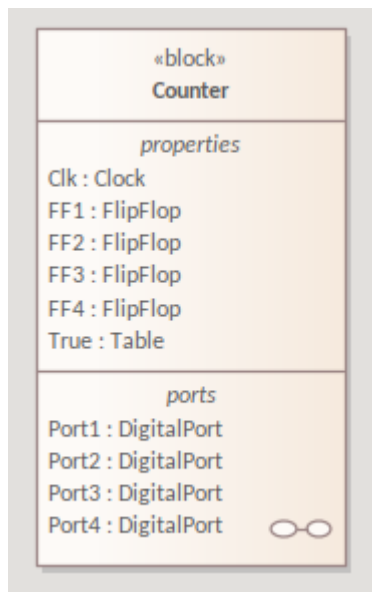 «block»
Counter
properties
Clk : Clock
FF1 : FlipFlop
FF2 : FlipFlop
FF3 : FlipFlop
FF4 : FlipFlop
True : Table
ports
Port1 : DigitalPort
Port2 : DigitalPort
Port3 : DigitalPort
Port4 : DigitalPort